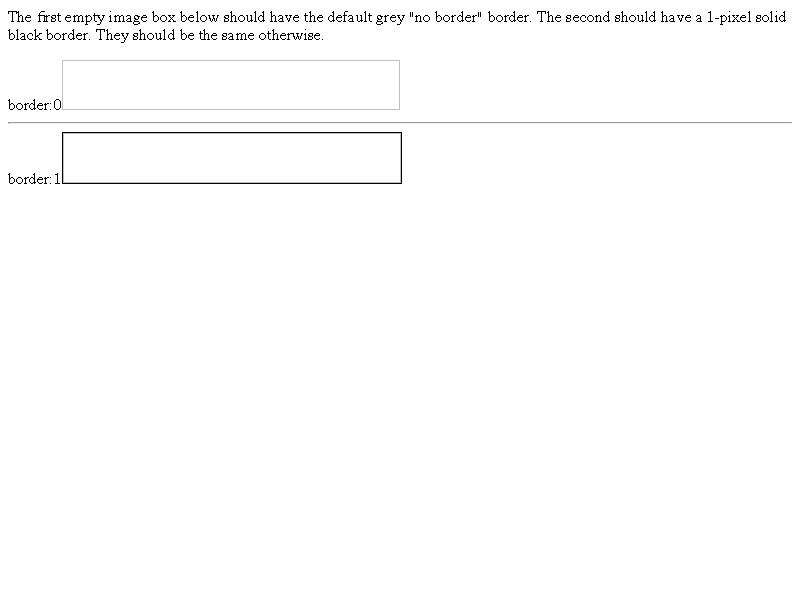 The first empty image box below should have the default grey "no border" border. The second should have a 1-pixel solid
black border. They should be the same otherwise.
border:0
border:1